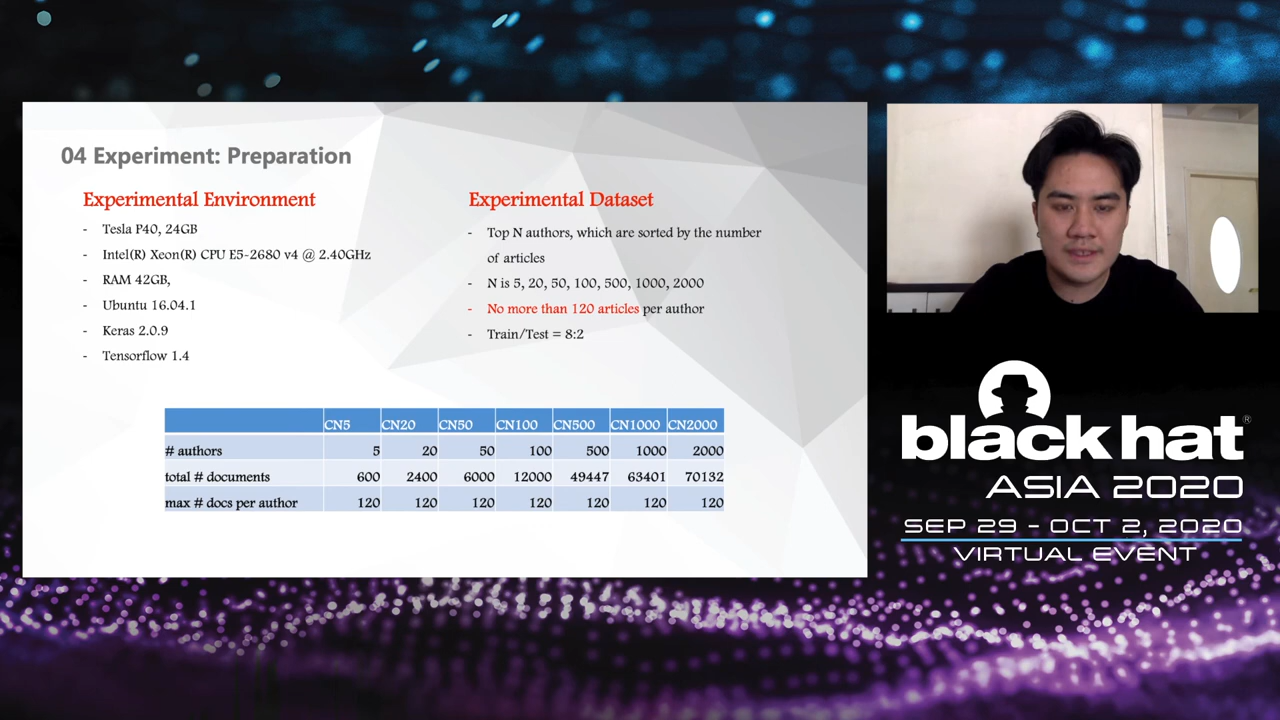 04 Experiment: Preparation
Experimental Environment
- Tesla P40, 24GB
- Intel(R) Xeon(R) CPU E5-2680 v4 @ 2.40GHz
- RAM 42GB,
- Ubuntu 16.04.1
- Keras 2.0.9
- Tensorflow 1.4
Experimental Dataset
- Top N authors, which are sorted by the number
of articles
- N is 5, 20, 50, 100, 500, 1000, 2000
- No more than 120 articles per author
- Train/Test = 8:2
CN5 CN20 CN50 CN100 CN500 CN1000 CN2000
# authors 5 20 50 100 500 1000 2000
total # documents 600 2400 6000 12000 49447 63401 70132
max # docs per author 120 120 120 120 120 120 120
black hat®
ASIA 2020
SEP 29 - OCT 2, 2020
VIRTUAL EVENT